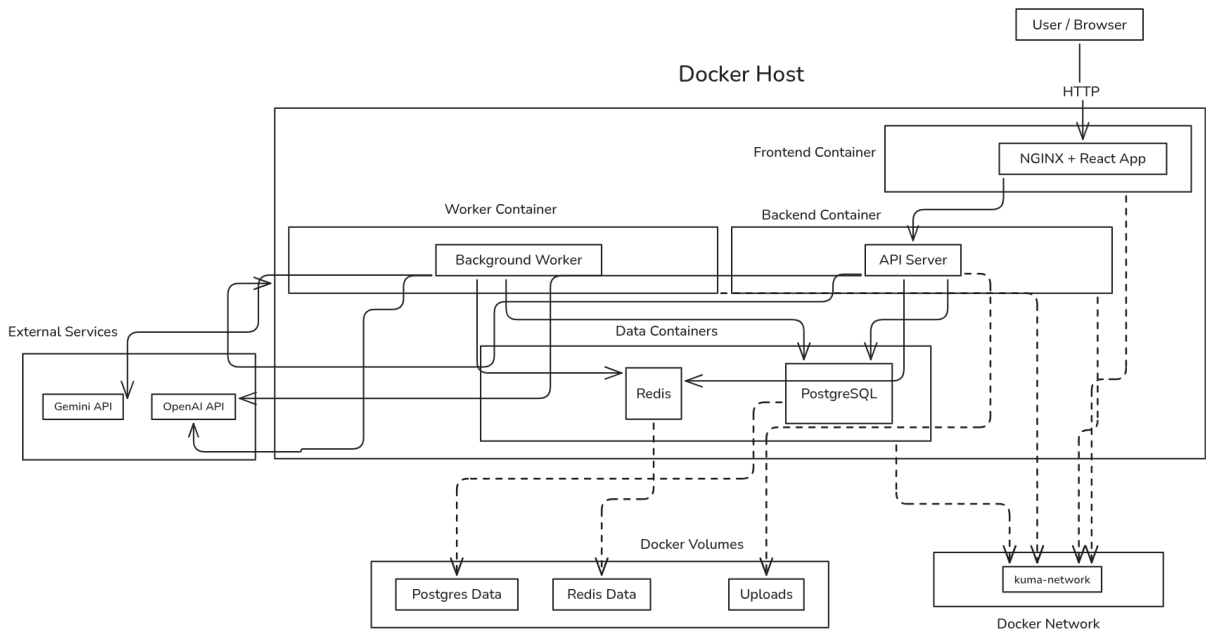 User / Browser
Docker Host
HTTP
Frontend Container
NGINX + React App
Worker Container
Backend Container
Background Worker
API Server
External Services
Data Containers
Gemini API
OpenAI API
Redis
PostgreSQL
Docker Volumes
Postgres Data
Redis Data
Uploads
kuma-network
Docker Network